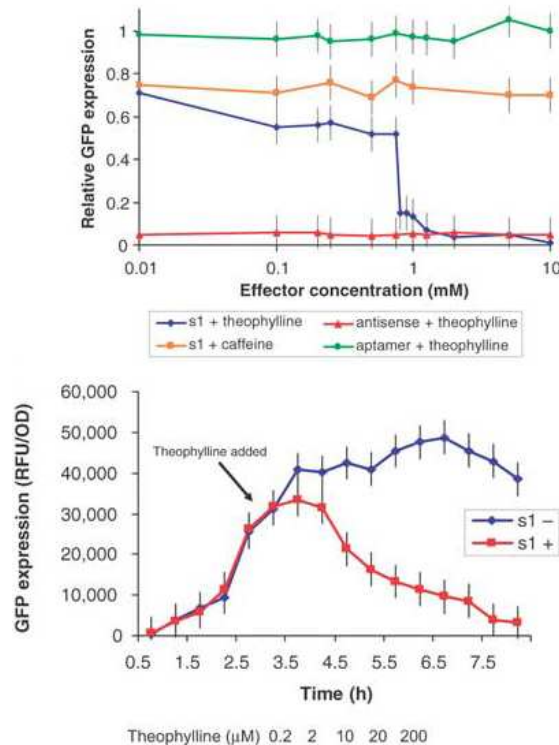 Relative GFP expression
1
0.8
0.6
0.4
0.2
0
0.01 0.1 1 10
Effector concentration (mM)
s1 + theophylline antisense + theophylline
s1 + caffeine aptamer + theophylline
GFP expression (RFU/OD)
60,000
50,000
40,000
30,000
20,000
10,000
0
Theophylline added
s1 –
s1 +
0.5 1.5 2.5 3.5 4.5 5.5 6.5 7.5
Time (h)
Theophylline (μM) 0.2 2 10 20 200